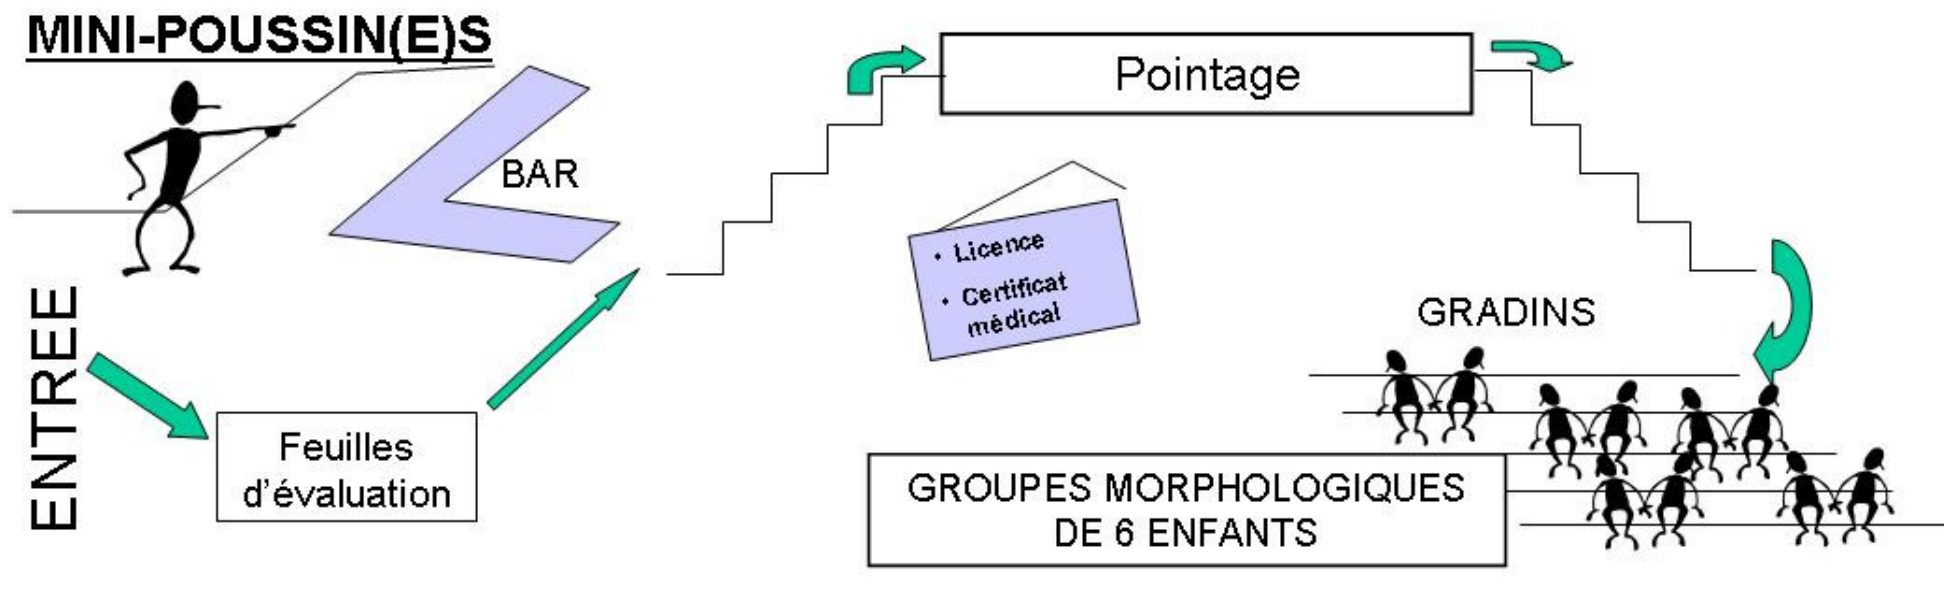 MINI-POUSSIN(E)S
BAR
Pointage
• Licence
• Certificat
médical
ENTREE
Feuilles
d'évaluation
GRADINS
GROUPES MORPHOLOGIQUES
DE 6 ENFANTS